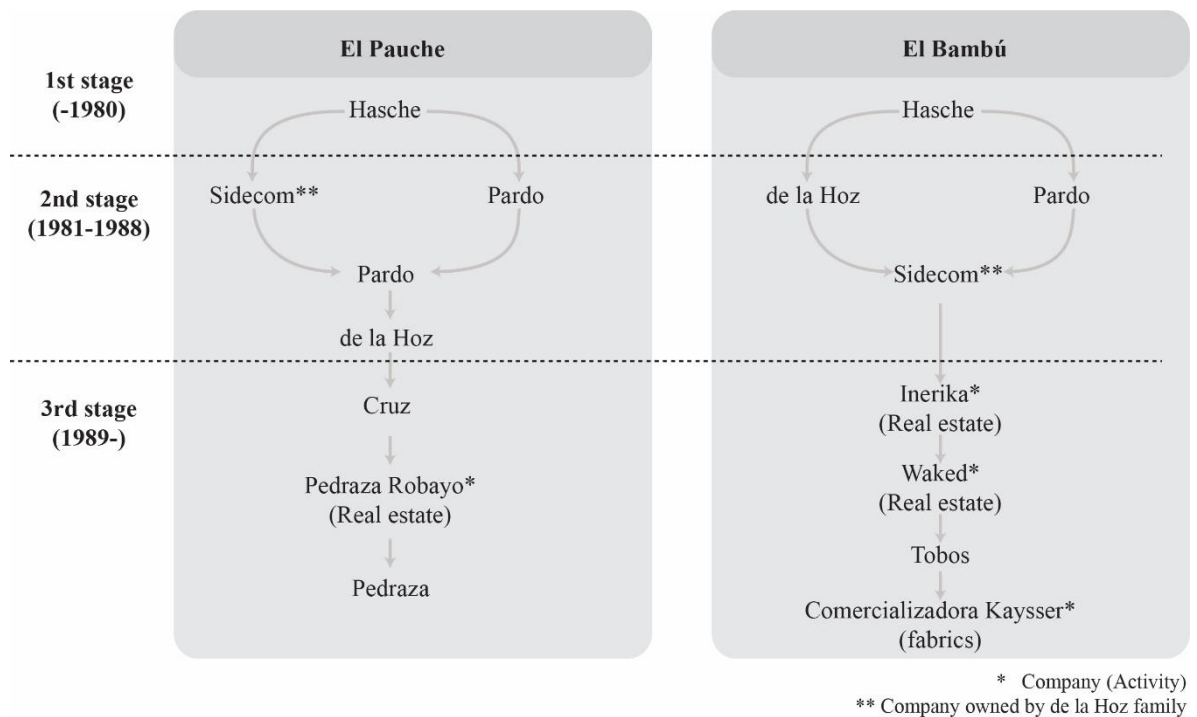 El Pauche
El Bambú
1st stage
(-1980)
Hasche
Hasche
2nd stage
(1981-1988)
Sidecom**
Pardo
de la Hoz
Pardo
Pardo
Sidecom**
de la Hoz
3rd stage
(1989-)
Cruz
Inerika*
(Real estate)
Pedraza Robayo*
(Real estate)
Waked*
(Real estate)
Pedraza
Tobos
Comercializadora Kaysser*
(fabrics)
* Company (Activity)
** Company owned by de la Hoz family